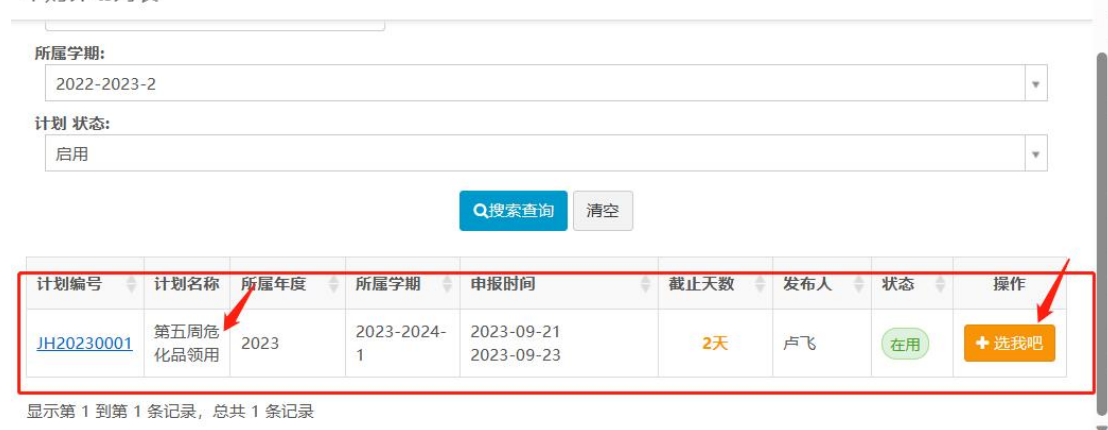 所属学期:
2022-2023-2
计划 状态:
启用
搜索查询 清空
计划编号 计划名称 所属年度 所属学期 申报时间 截止天数 发布人 状态 操作
JH20230001 第五周危化品领用 2023 2023-2024-1 2023-09-21 2023-09-23 2天 卢飞 在用 选我吧
显示第 1 到第 1 条记录，总共 1 条记录